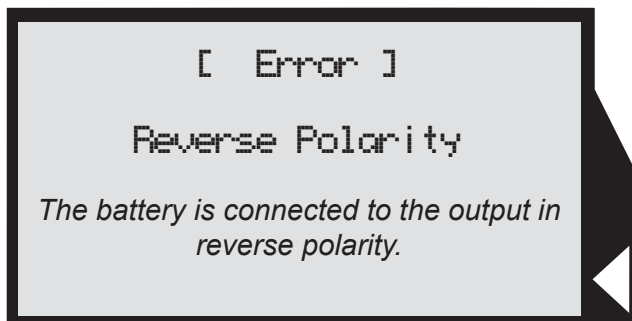 [ Error ]
Reverse Polarity
The battery is connected to the output in
reverse polarity.